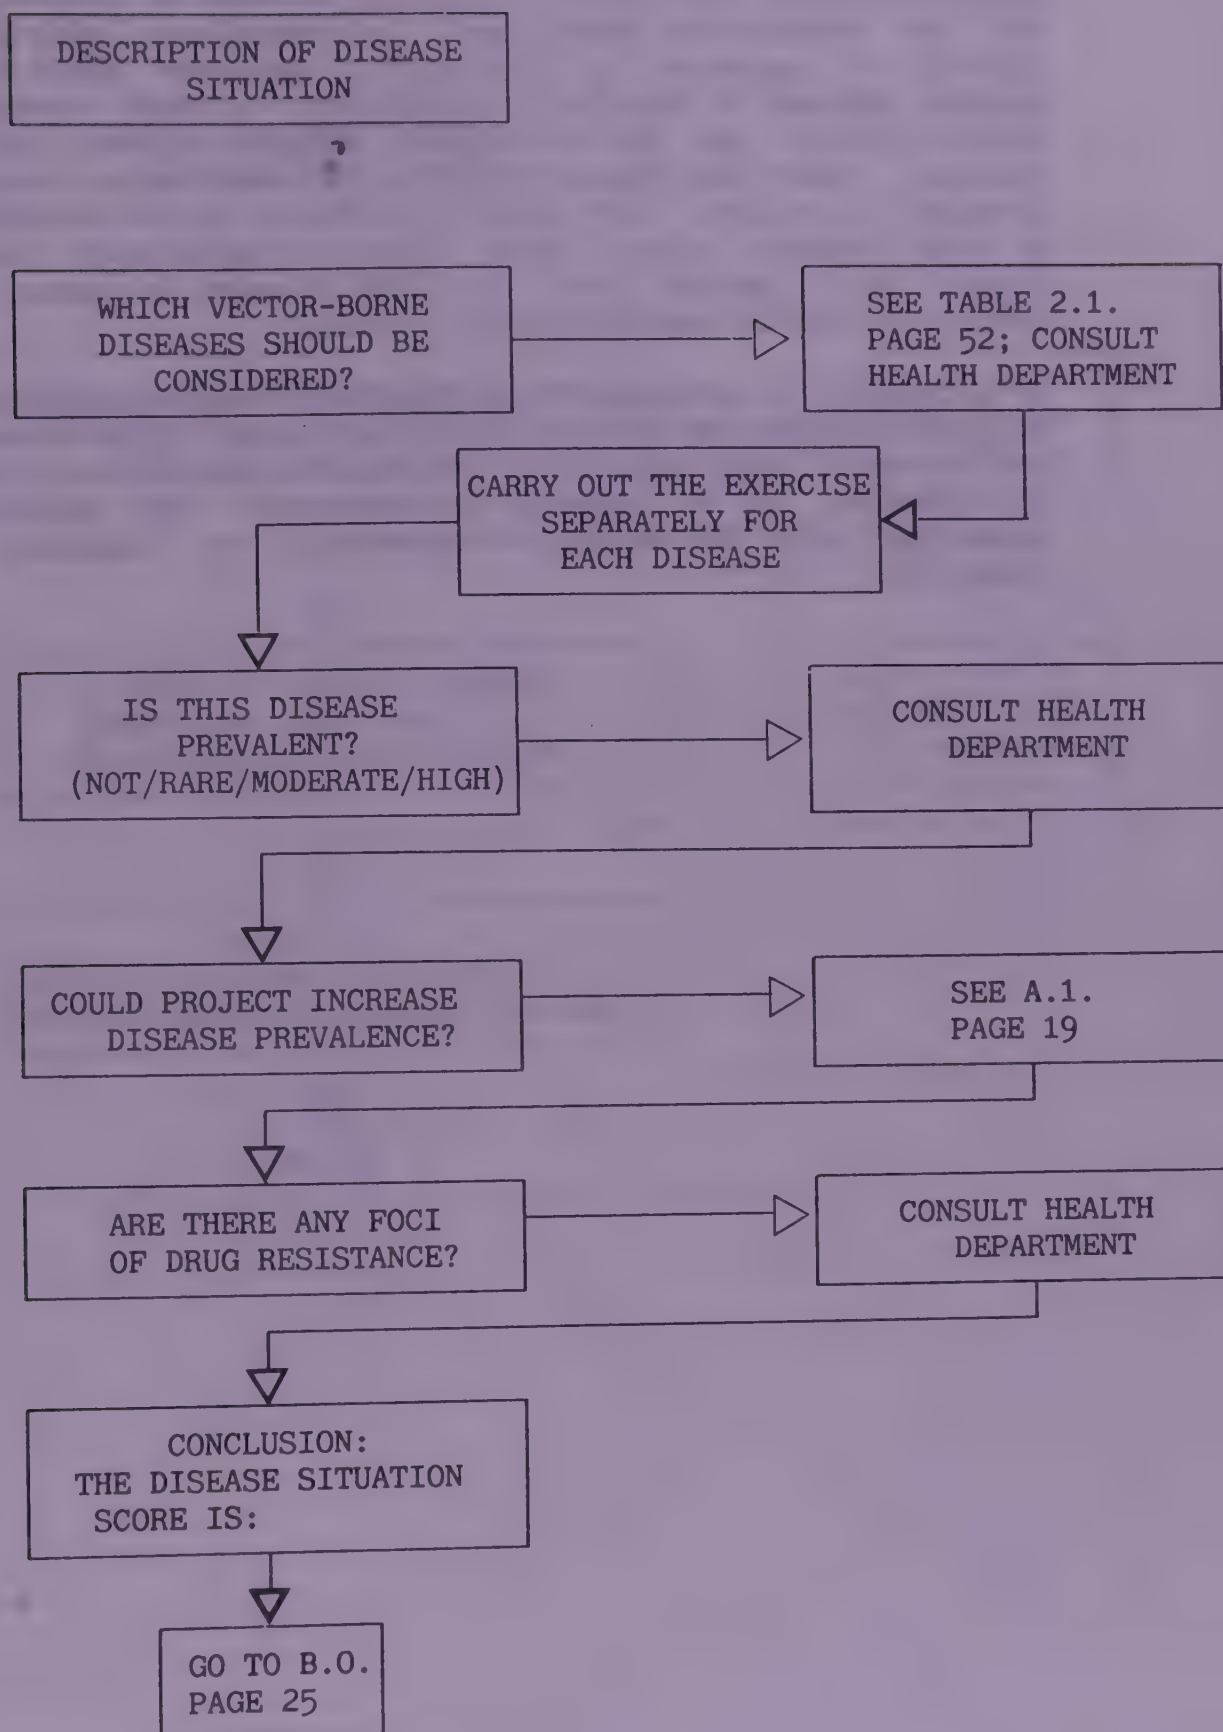 DESCRIPTION OF DISEASE
SITUATION
WHICH VECTOR-BORNE
DISEASES SHOULD BE
CONSIDERED?
SEE TABLE 2.1.
PAGE 52; CONSULT
HEALTH DEPARTMENT
CARRY OUT THE EXERCISE
SEPARATELY FOR
EACH DISEASE
IS THIS DISEASE
PREVALENT?
(NOT/RARE/MODERATE/HIGH)
CONSULT HEALTH
DEPARTMENT
COULD PROJECT INCREASE
DISEASE PREVALENCE?
SEE A.1.
PAGE 19
ARE THERE ANY FOCI
OF DRUG RESISTANCE?
CONSULT HEALTH
DEPARTMENT
CONCLUSION:
THE DISEASE SITUATION
SCORE IS:
GO TO B.O.
PAGE 25